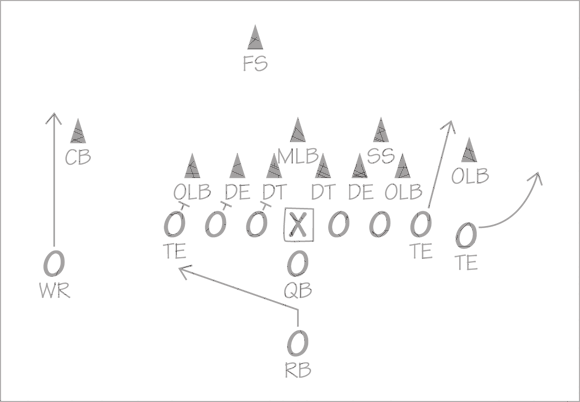 FS
CB MLB SS
OLB
OLB DE DT DT DE OLB
X
TE TE
TE
WR QB
RB